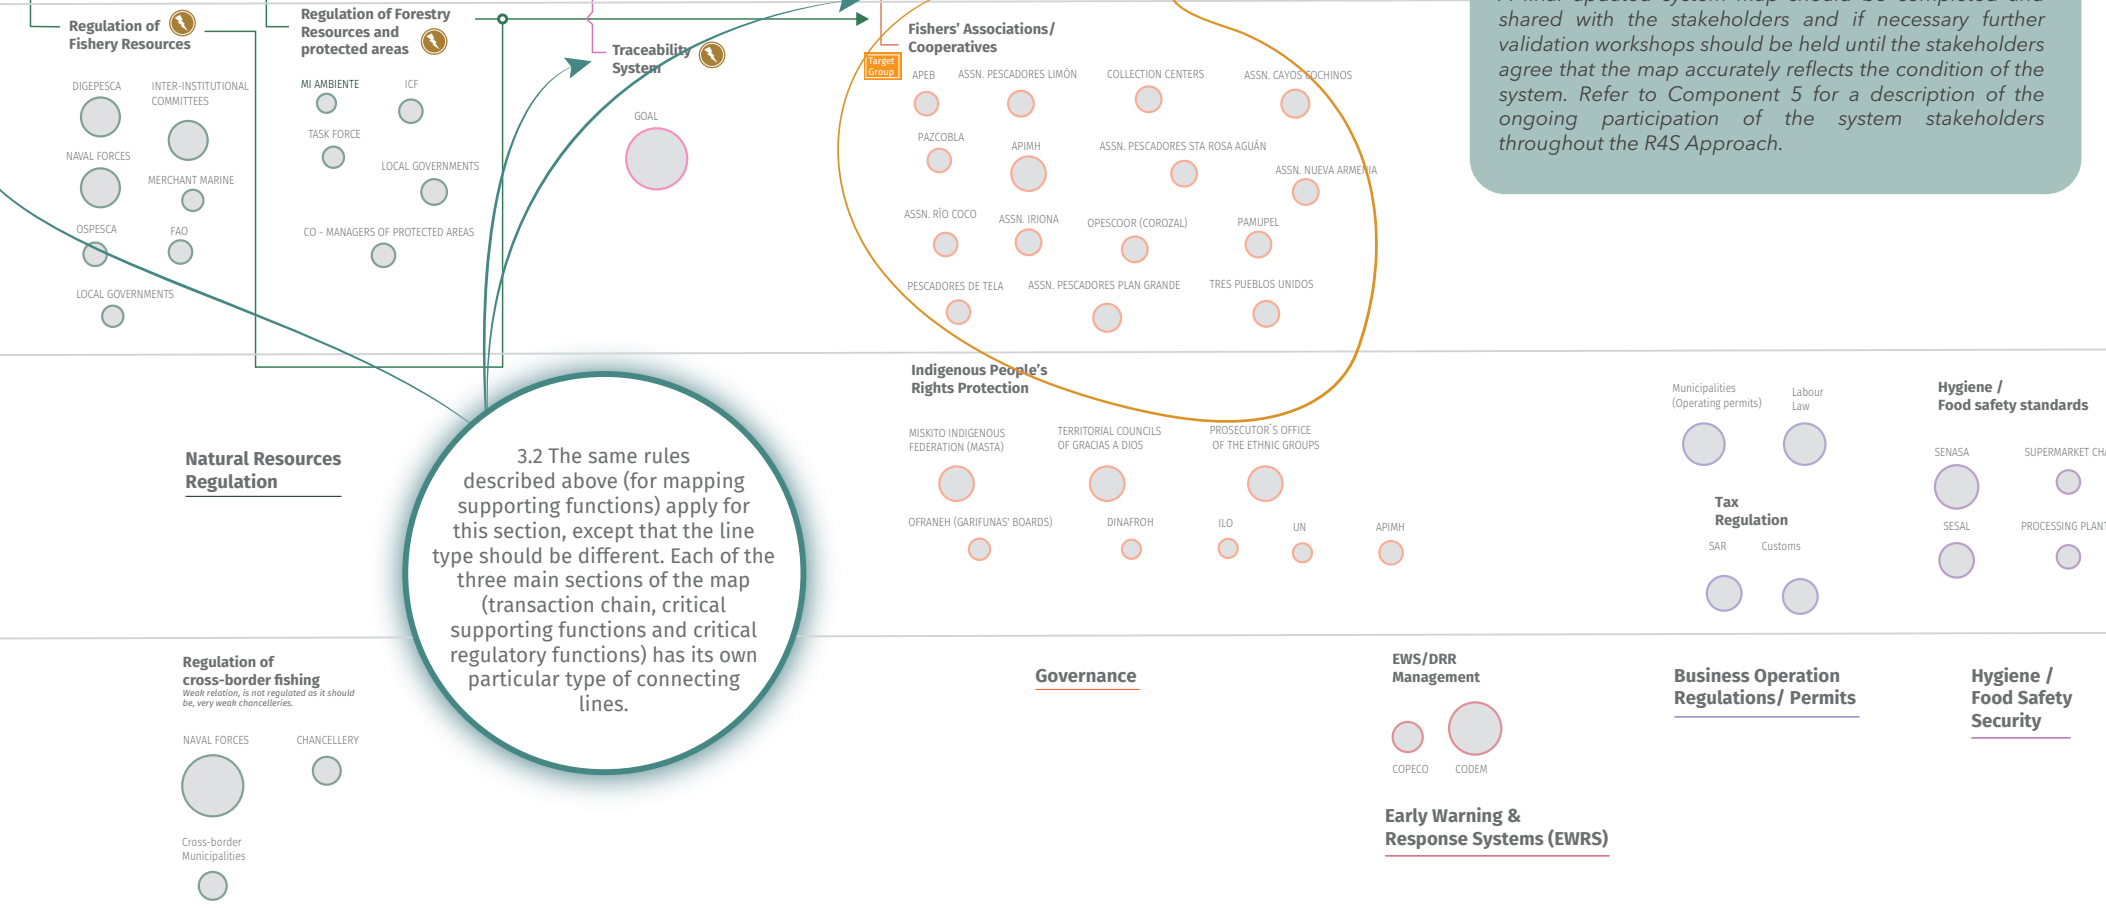 Regulation of
Fishery Resources
DIGEPESCA
INTER-INSTITUTIONAL
COMMITTEES
NAVAL FORCES
MERCHANT MARINE
OSPESCA
FAO
LOCAL GOVERNMENTS
Regulation of Forestry
Resources and
protected areas
MI AMBIENTE
ICF
TASK FORCE
LOCAL GOVERNMENTS
CO - MANAGERS OF PROTECTED AREAS
Traceability
System
GOAL
Fishers’ Associations/
Cooperatives
Target
Group
APEB
ASSN. PESCADORES LIMÓN
COLLECTION CENTERS
ASSN. CAYOS COCHINOS
PAZCOBLA
APIMH
ASSN. PESCADORES STA ROSA AGUÁN
ASSN. NUEVA ARMENIA
ASSN. RÍO COCO
ASSN. IRIONA
OPESCOOR (COROZAL)
PAMUPEL
PESCADORES DE TELA
ASSN. PESCADORES PLAN GRANDE
TRES PUEBLOS UNIDOS
A final updated system map should be completed and
shared with the stakeholders and if necessary further
validation workshops should be held until the stakeholders
agree that the map accurately reflects the condition of the
system. Refer to Component 5 for a description of the
ongoing participation of the system stakeholders
throughout the R4S Approach.
Natural Resources
Regulation
3.2 The same rules
described above (for mapping
supporting functions) apply for
this section, except that the line
type should be different. Each of the
three main sections of the map
(transaction chain, critical
supporting functions and critical
regulatory functions) has its own
particular type of connecting
lines.
Indigenous People’s
Rights Protection
MISKITO INDIGENOUS
FEDERATION (MASTA)
TERRITORIAL COUNCILS
OF GRACIAS A DIOS
PROSECUTOR´S OFFICE
OF THE ETHNIC GROUPS
OFRANEH (GARIFUNAS' BOARDS)
DINAFROH
ILO
UN
APIMH
Municipalities
(Operating permits)
Labour
Law
Tax
Regulation
SAR
Customs
Hygiene /
Food safety standards
SENASA
SUPERMARKET CHA
SESAL
PROCESSING PLANT
Regulation of
cross-border fishing
Weak relation, is not regulated as it should
be, very weak chancelleries.
NAVAL FORCES
CHANCELLERY
Cross-border
Municipalities
Governance
EWS/DRR
Management
COPECO
CODEM
Early Warning &
Response Systems (EWRS)
Business Operation
Regulations/ Permits
Hygiene /
Food Safety
Security